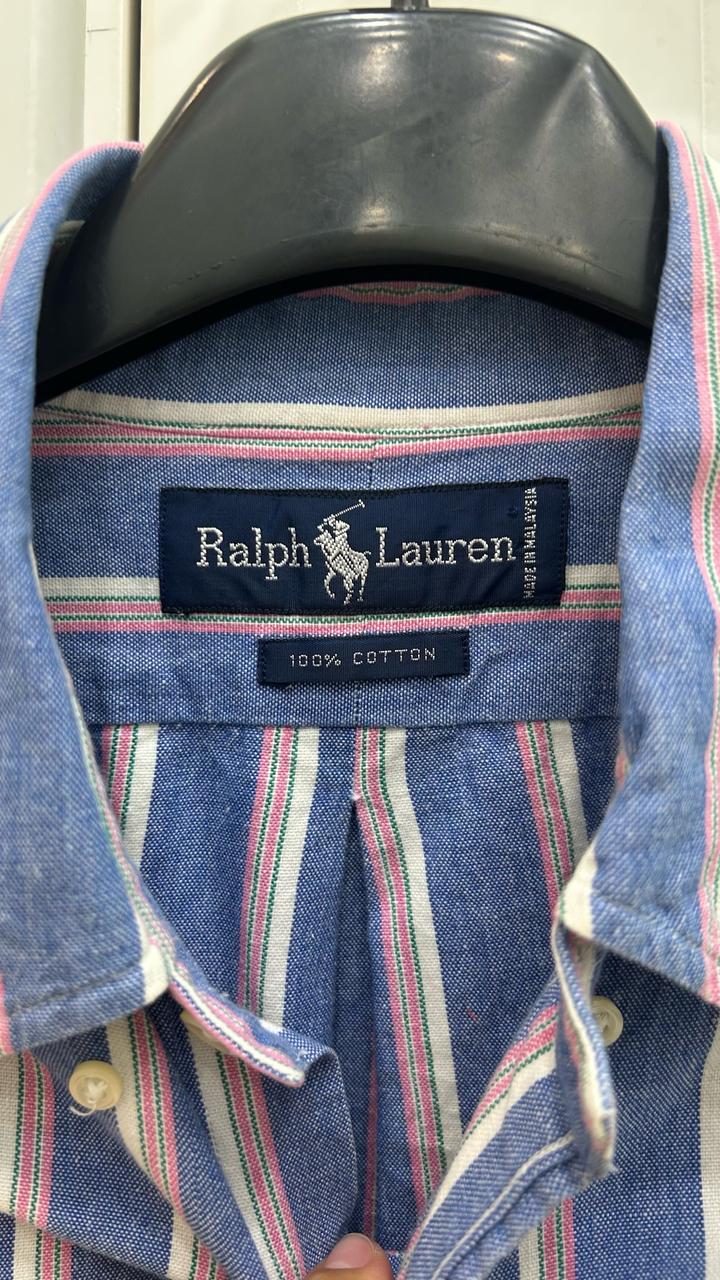 Ralph Lauren
MADE IN MALAYSIA
100% COTTON